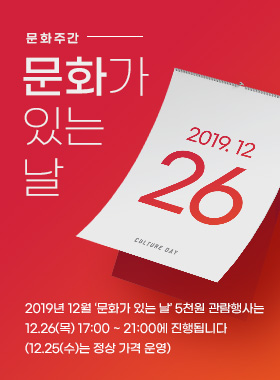 문화주간
문화가
있는
날
2019. 12
26
CULTURE DAY
2019년 12월 '문화가 있는 날' 5천원 관람행사는
12.26(목) 17:00 ~ 21:00에 진행됩니다
(12.25(수)는 정상 가격 운영)